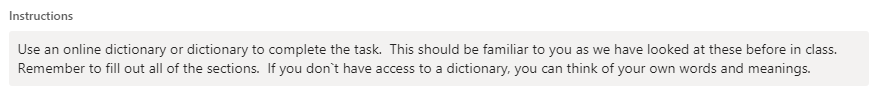 Instructions
Use an online dictionary or dictionary to complete the task.  This should be familiar to you as we have looked at these before in class.
Remember to fill out all of the sections.  If you don`t have access to a dictionary, you can think of your own words and meanings.